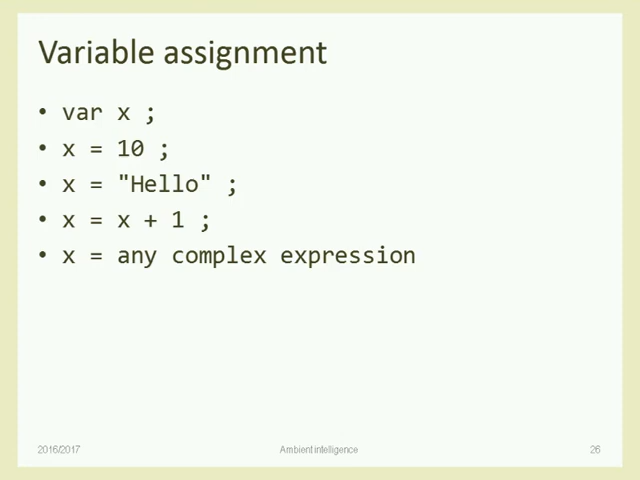 Variable assignment
• var x ;
• x = 10 ;
• x = "Hello" ;
• x = x + 1 ;
• x = any complex expression
2016/2017 Ambient intelligence 26